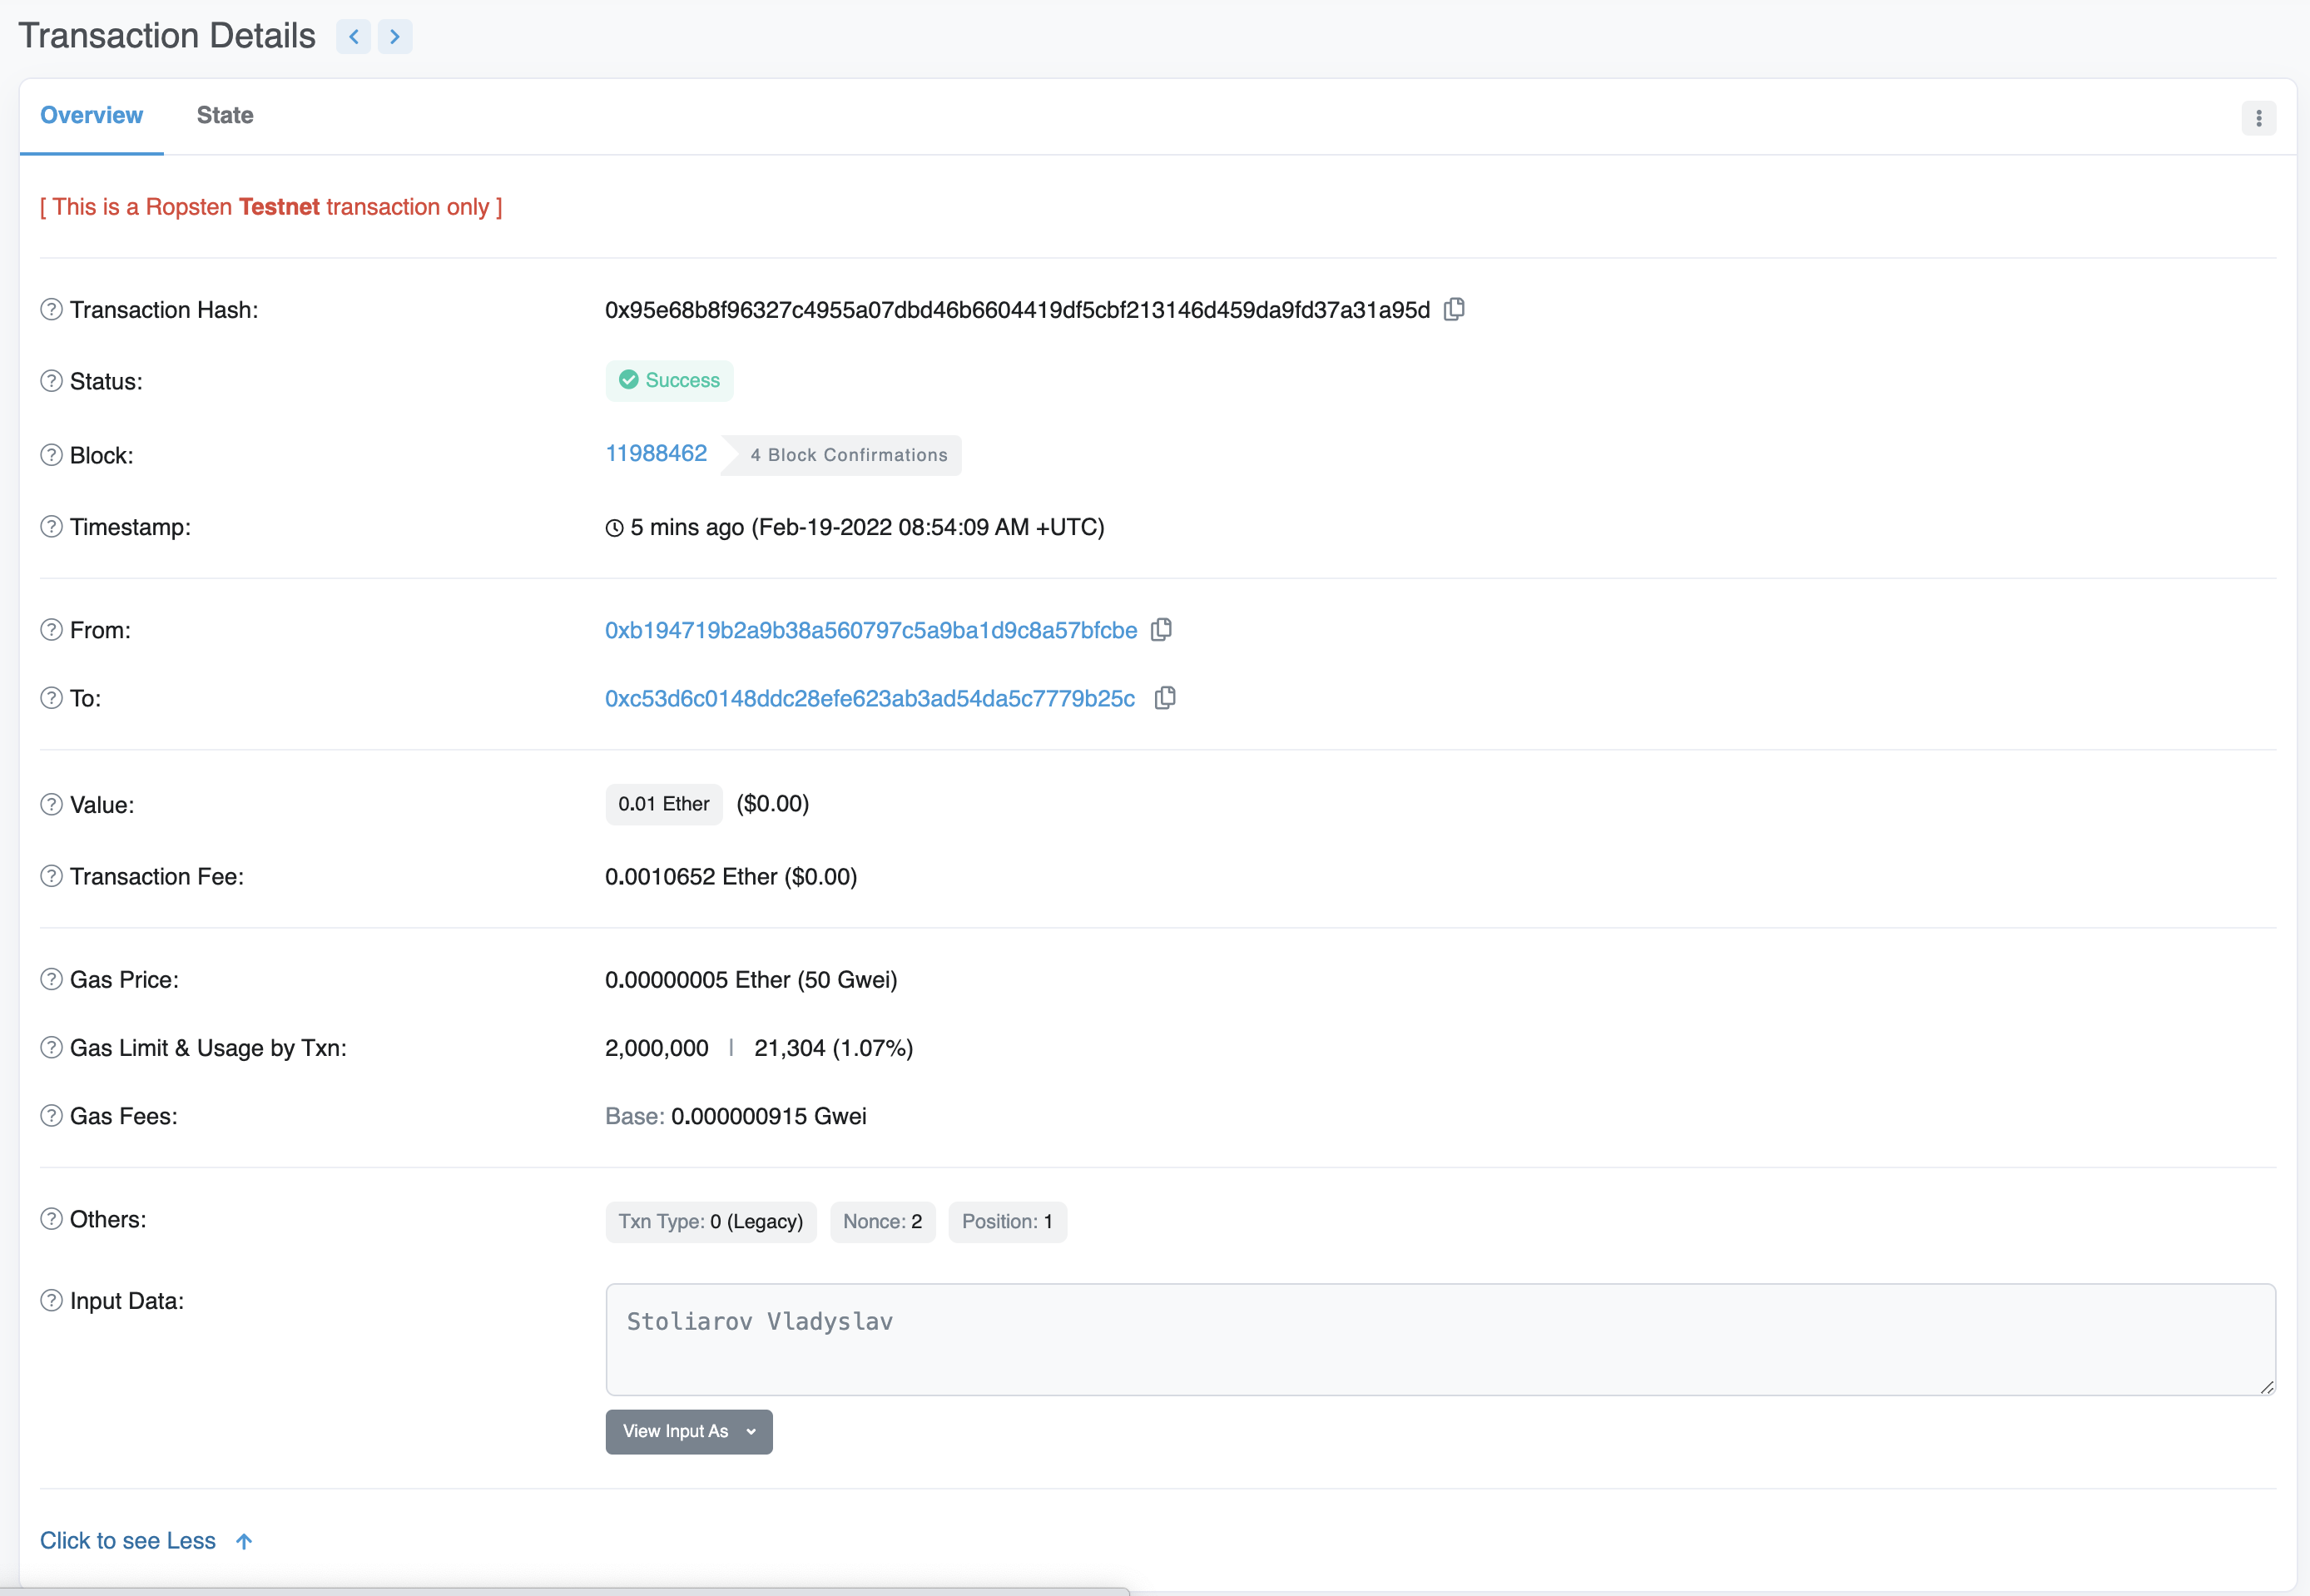 Transaction Details
Overview State
[ This is a Ropsten Testnet transaction only ]
Transaction Hash: 0x95e68b8f96327c4955a07dbd46b6604419df5cbf213146d459da9fd37a31a95d
Status: Success
Block: 11988462 4 Block Confirmations
Timestamp: 5 mins ago (Feb-19-2022 08:54:09 AM +UTC)
From: 0xb194719b2a9b38a560797c5a9ba1d9c8a57bfcbe
To: 0xc53d6c0148ddc28efe623ab3ad54da5c7779b25c
Value: 0.01 Ether ($0.00)
Transaction Fee: 0.0010652 Ether ($0.00)
Gas Price: 0.00000005 Ether (50 Gwei)
Gas Limit & Usage by Txn: 2,000,000 | 21,304 (1.07%)
Gas Fees: Base: 0.000000915 Gwei
Others: Txn Type: 0 (Legacy) Nonce: 2 Position: 1
Input Data: Stoliarov Vladyslav
View Input As
Click to see Less